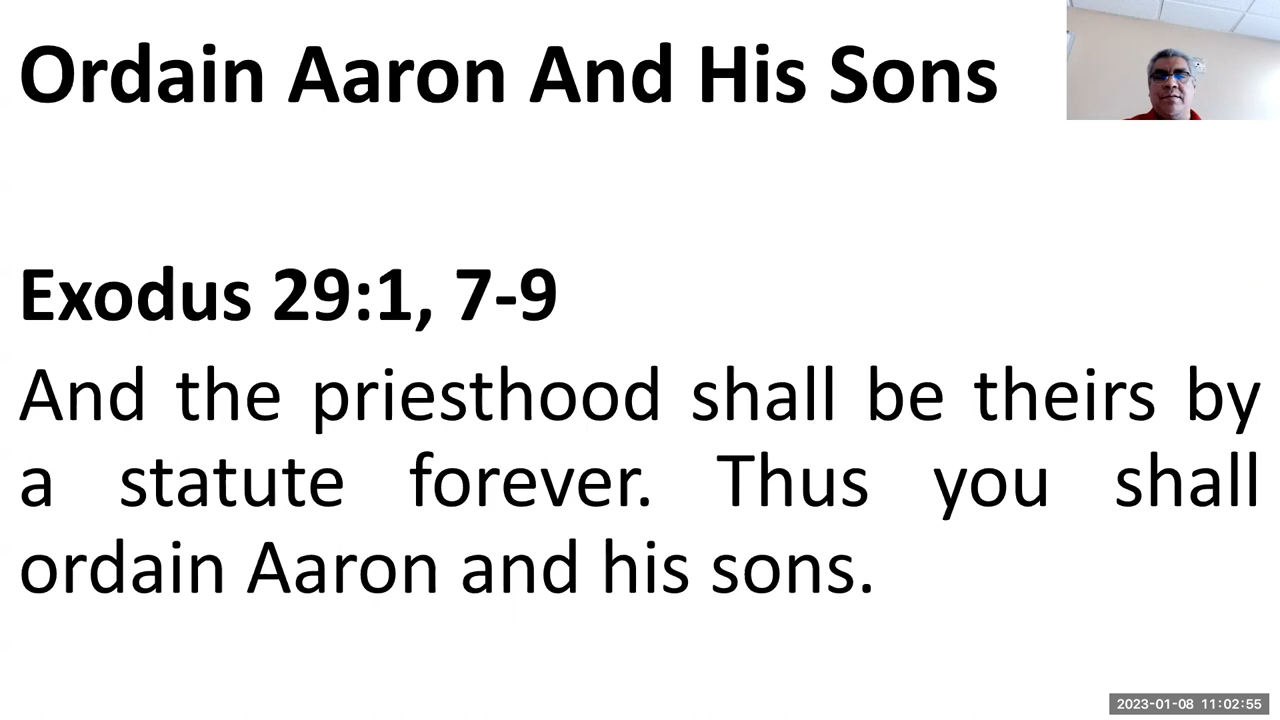 Ordain Aaron And His Sons
Exodus 29:1, 7-9
And the priesthood shall be theirs by
a statute forever. Thus you shall
ordain Aaron and his sons.
2023-01-08 11:02:55